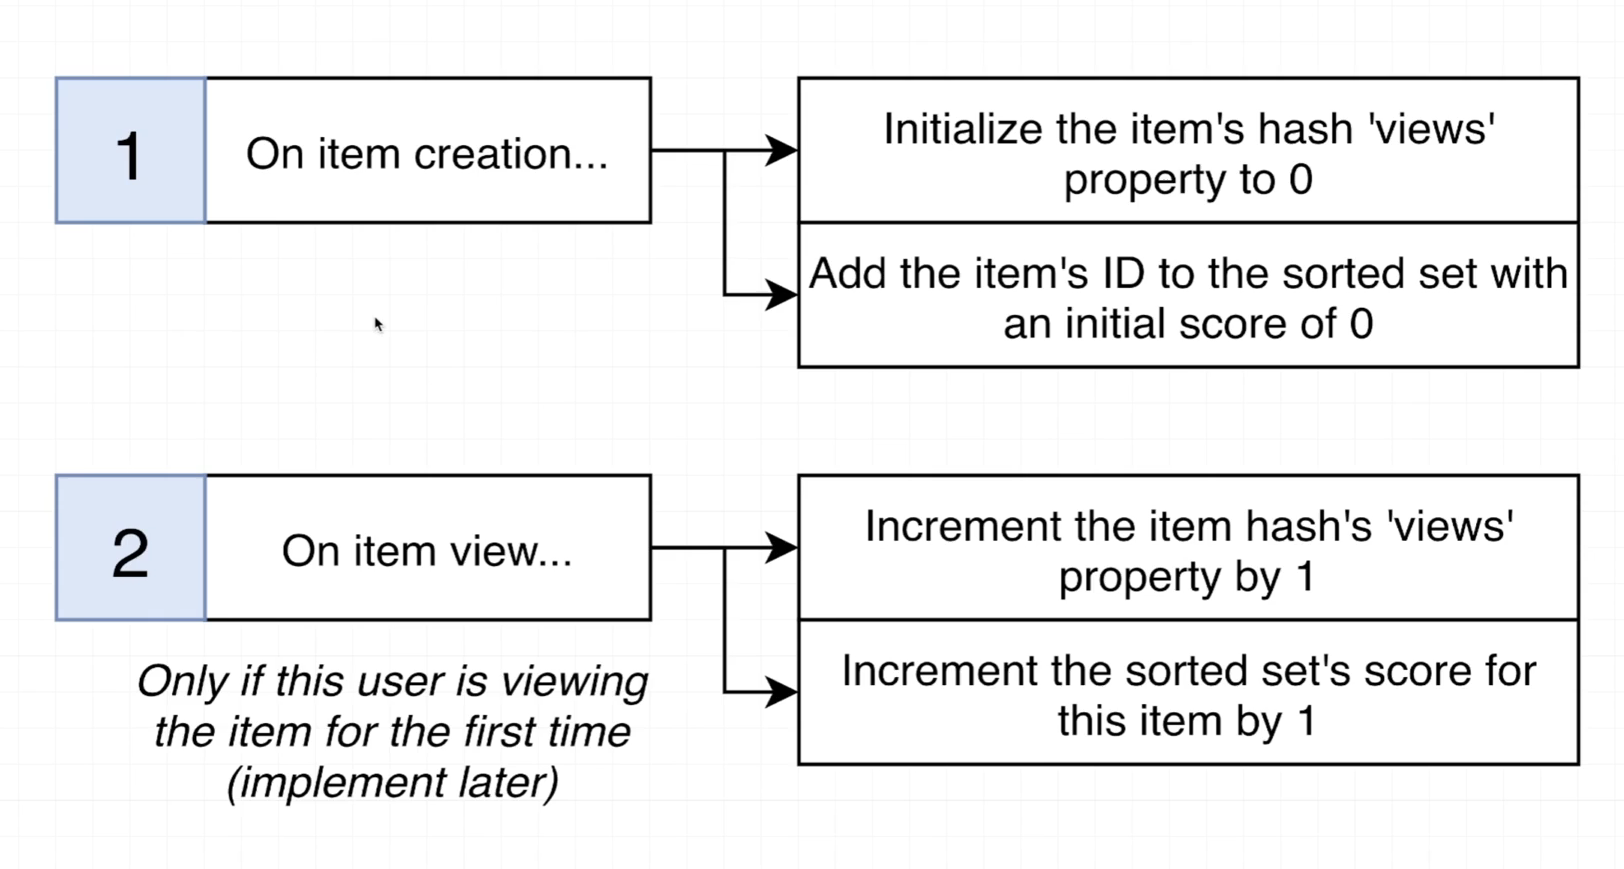 1
On item creation...
Initialize the item's hash 'views'
property to 0
Add the item's ID to the sorted set with
an initial score of 0
2
On item view...
Only if this user is viewing
the item for the first time
(implement later)
Increment the item hash's 'views'
property by 1
Increment the sorted set's score for
this item by 1